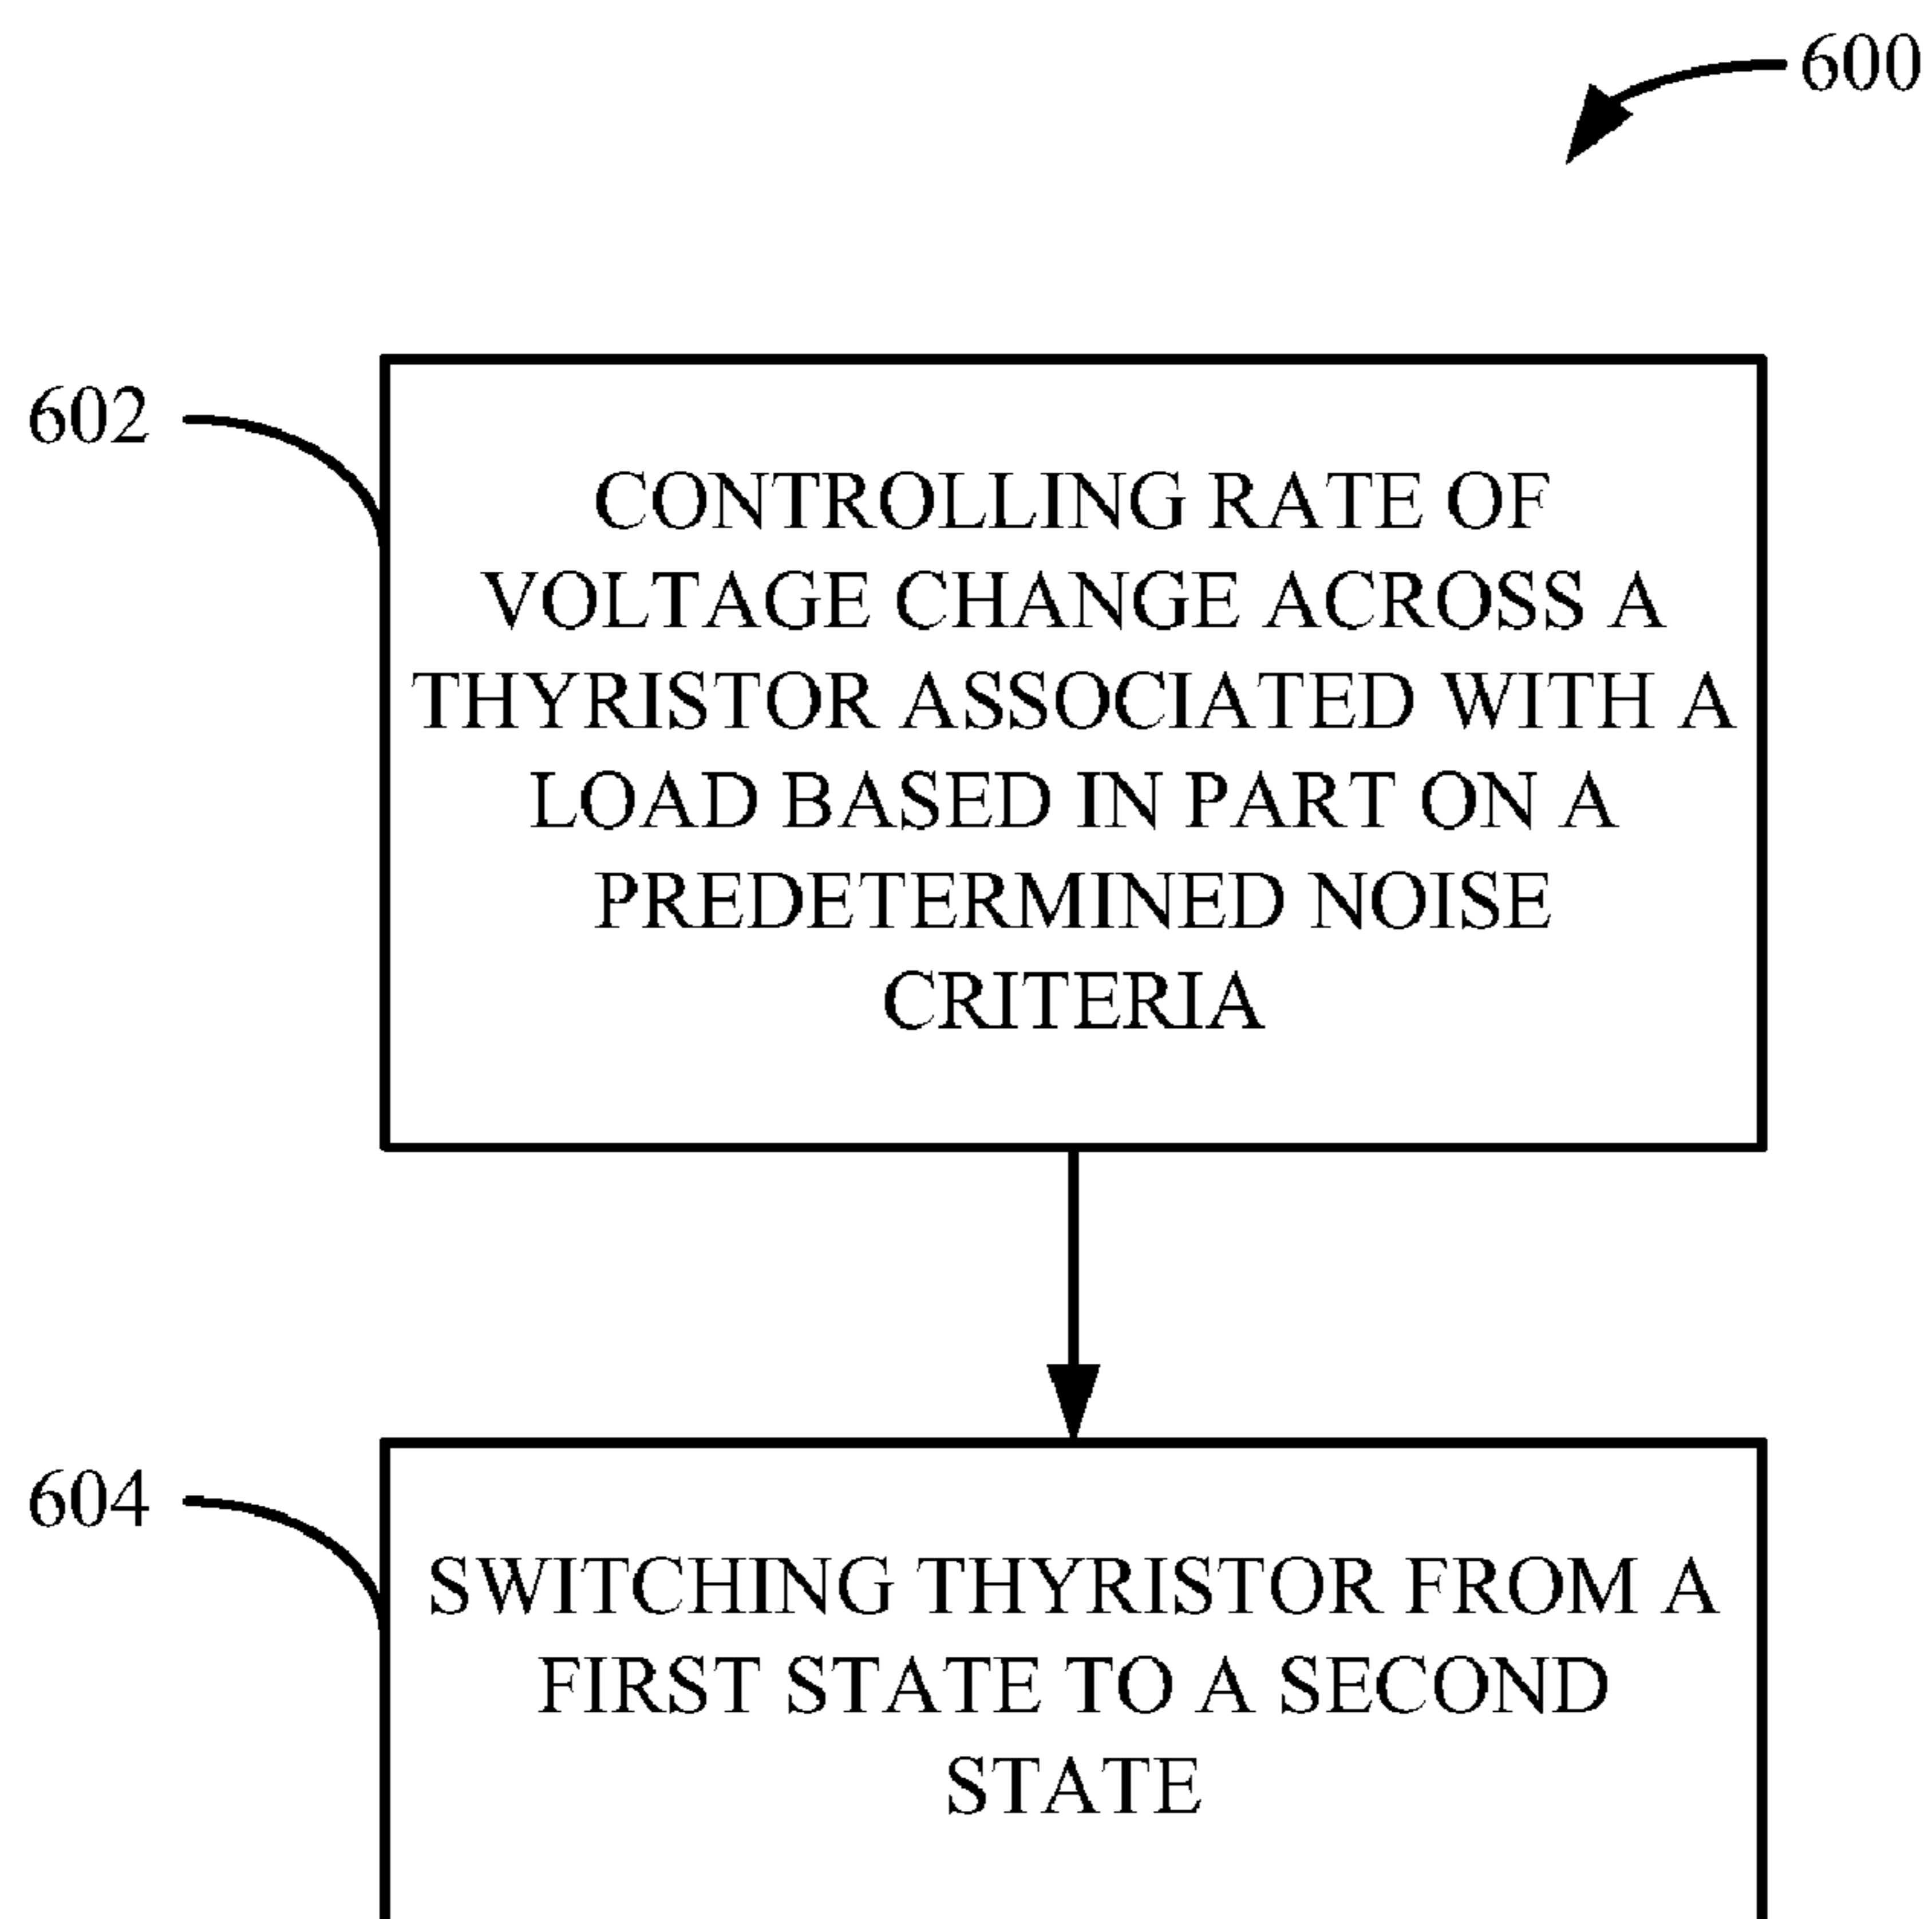 600
602
CONTROLLING RATE OF
VOLTAGE CHANGE ACROSS A
THYRISTOR ASSOCIATED WITH A
LOAD BASED IN PART ON A
PREDETERMINED NOISE
CRITERIA
604
SWITCHING THYRISTOR FROM A
FIRST STATE TO A SECOND
STATE